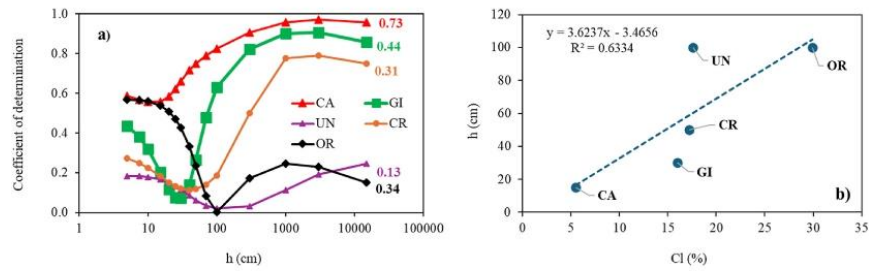 a)
Coefficient of determination
1.0
0.8
0.6
0.4
0.2
0.0
1 10 100 1000 10000 100000
h (cm)
0.73
0.44
0.31
0.13
0.34
CA GI
UN CR
OR
y = 3.6237x - 3.4656
R² = 0.6334
h (cm)
120
100
80
60
40
20
0
0 5 10 15 20 25 30 35
Cl (%)
UN
OR
CR
GI
CA
b)